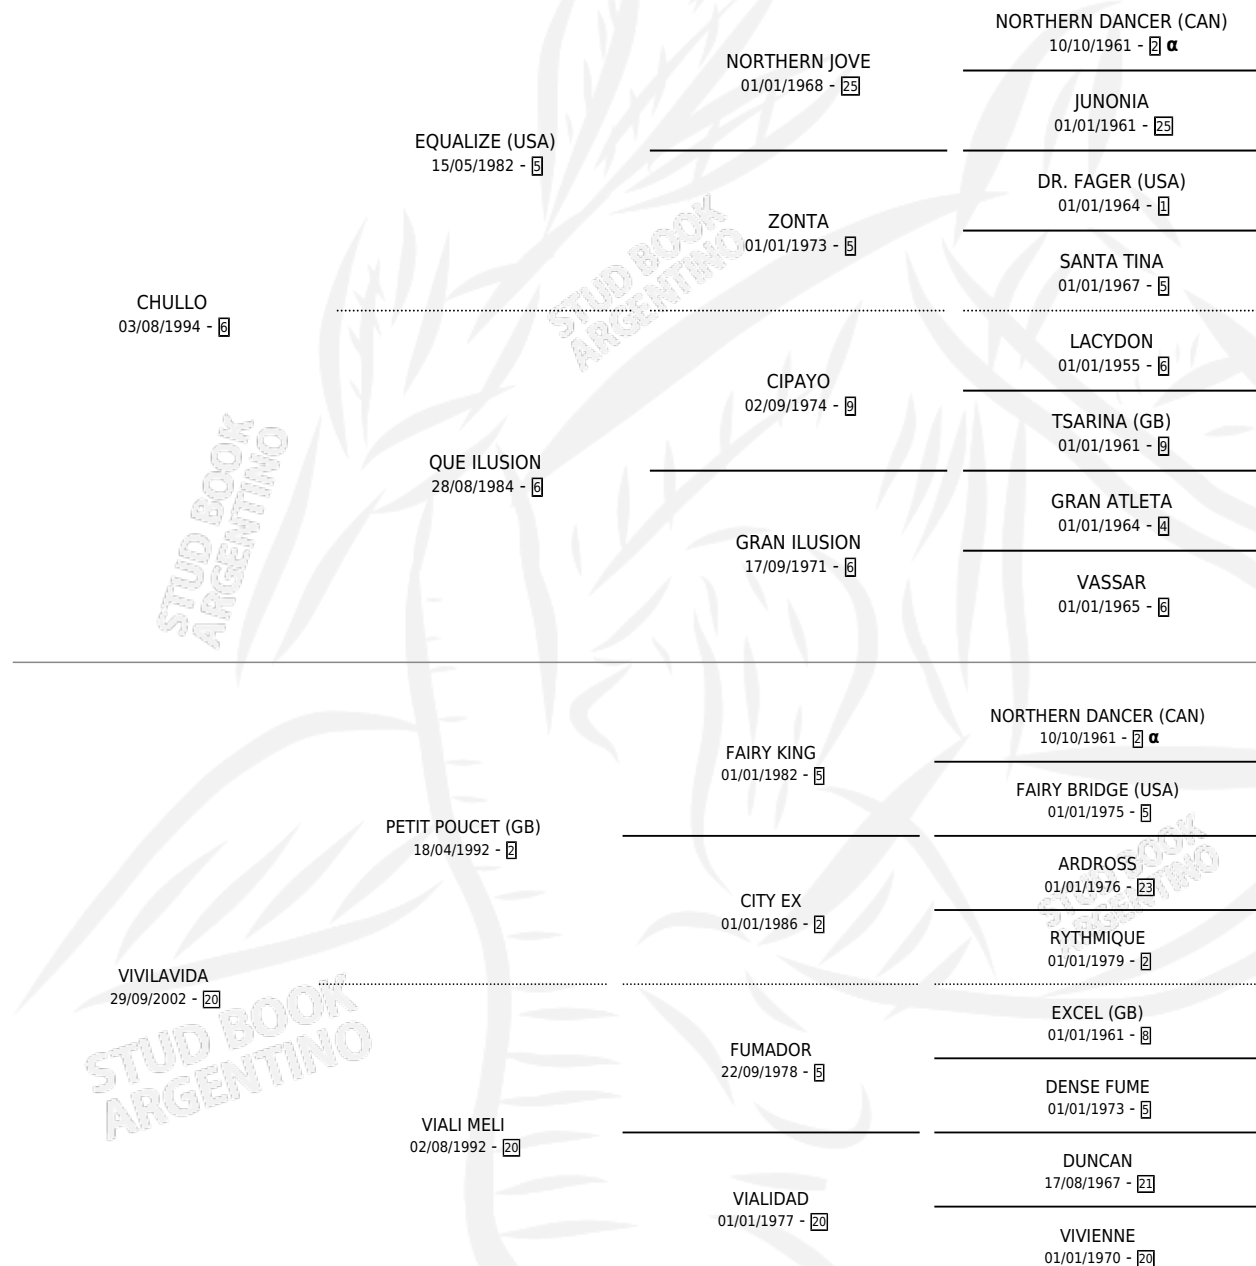 NORTHERN DANCER (CAN)
10/10/1961 - 2 α
NORTHERN JOVE
01/01/1968 - 25
JUNONIA
01/01/1961 - 25
EQUALIZE (USA)
15/05/1982 - 5
DR. FAGER (USA)
01/01/1964 - 1
ZONTA
01/01/1973 - 5
SANTA TINA
01/01/1967 - 5
STUD BOOK
ARGENTINO
CHULLO
03/08/1994 - 6
LACYDON
01/01/1955 - 6
CIPAYO
02/09/1974 - 9
TSARINA (GB)
01/01/1961 - 9
QUE ILUSION
28/08/1984 - 6
GRAN ATLETA
01/01/1964 - 4
GRAN ILUSION
17/09/1971 - 6
VASSAR
01/01/1965 - 6
STUD BOOK
ARGENTINO
NORTHERN DANCER (CAN)
10/10/1961 - 2 α
FAIRY KING
01/01/1982 - 5
FAIRY BRIDGE (USA)
01/01/1975 - 5
PETIT POUCET (GB)
18/04/1992 - 2
ARDROSS
01/01/1976 - 23
STUD BOOK
ARGENTINO
CITY EX
01/01/1986 - 2
RYTHMIQUE
01/01/1979 - 2
VIVILAVIDA
29/09/2002 - 20
STUD BOOK
ARGENTINO
EXCEL (GB)
01/01/1961 - 8
FUMADOR
22/09/1978 - 5
DENSE FUME
01/01/1973 - 5
VIALI MELI
02/08/1992 - 20
DUNCAN
17/08/1967 - 21
VIALIDAD
01/01/1977 - 20
VIVIENNE
01/01/1970 - 20